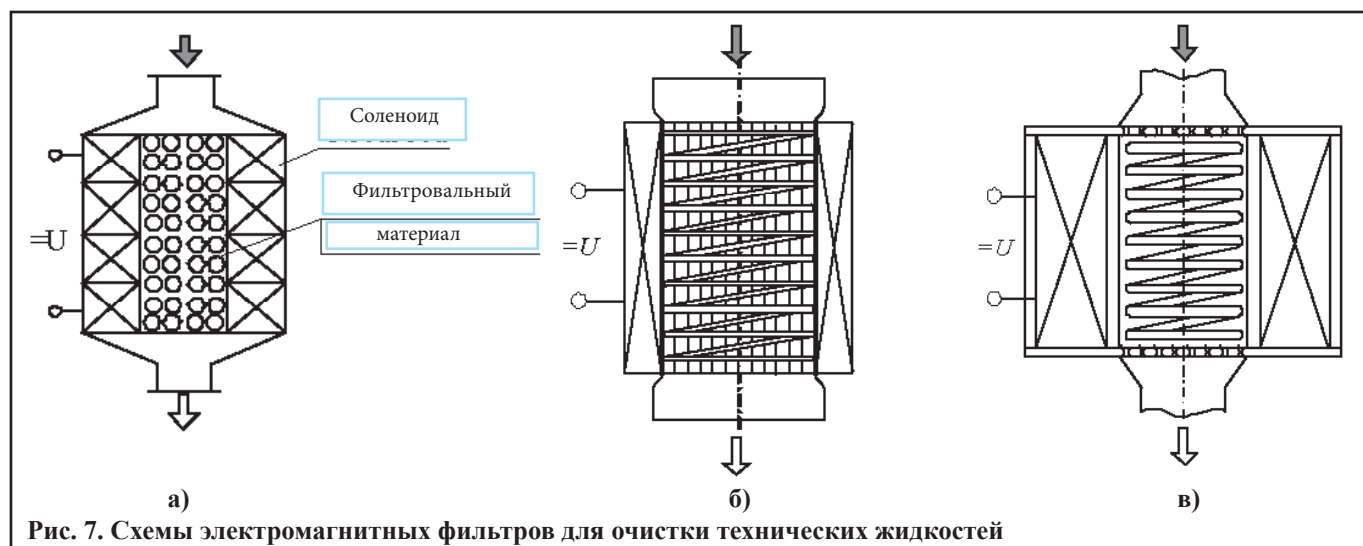 Соленоид
Фильтровальный
материал
=U
=U
=U
а)
б)
в)
Рис. 7. Схемы электромагнитных фильтров для очистки технических жидкостей